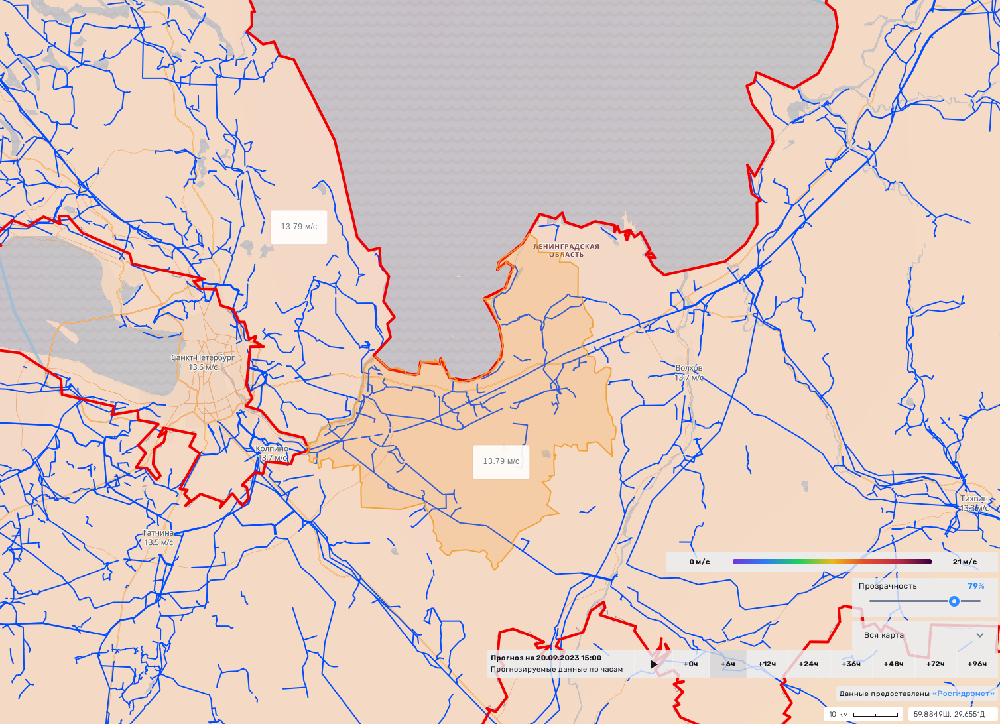 13.79 м/с
ЛЕНИНГРАДСКАЯ
ОБЛАСТЬ
Санкт-Петербург
13.6 м/с
Волхов
13.7 м/с
Колпино
13.7 м/с
13.79 м/с
Тихвин
13.3 м/с
Гатчина
13.5 м/с
0 м/с
21 м/с
Прозрачность 79%
Вся карта
Прогноз на 20.09.2023 15:00
Прогнозируемые данные по часам
+0ч +6ч +12ч +24ч +36ч +48ч +72ч +96ч
Данные предоставлены «Росгидромет»
10 км
59.8849Ш, 29.6551Д